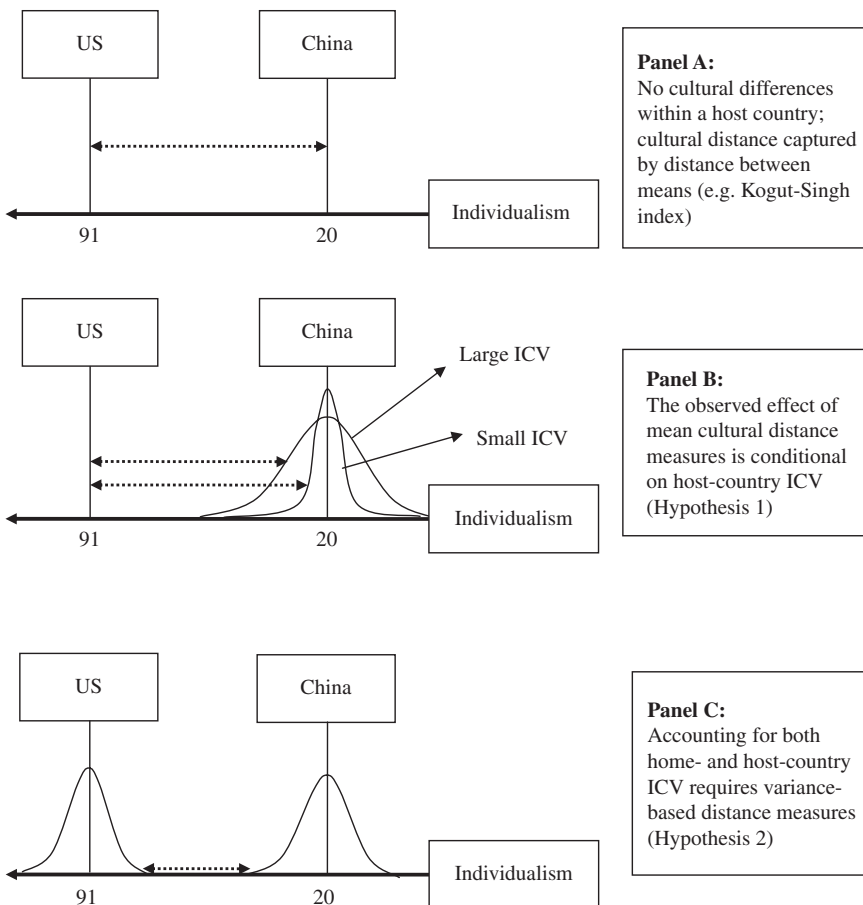 US
China
Individualism
91
20
Panel A:
No cultural differences
within a host country;
cultural distance captured
by distance between
means (e.g. Kogut-Singh
index)
US
China
Large ICV
Small ICV
Individualism
91
20
Panel B:
The observed effect of
mean cultural distance
measures is conditional
on host-country ICV
(Hypothesis 1)
US
China
Individualism
91
20
Panel C:
Accounting for both
home- and host-country
ICV requires variance-
based distance measures
(Hypothesis 2)